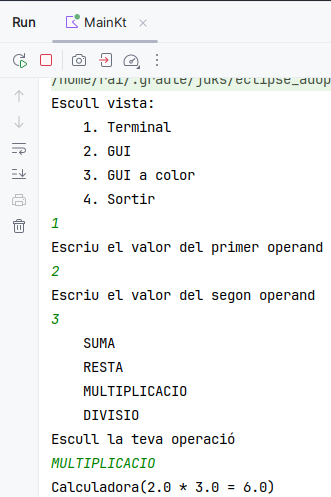 Run
MainKt
/home/rai/.gradle/jdks/eclipse_adop
Escull vista:
1. Terminal
2. GUI
3. GUI a color
4. Sortir
1
Escriu el valor del primer operand
2
Escriu el valor del segon operand
3
SUMA
RESTA
MULTIPLICACIO
DIVISIO
Escull la teva operació
MULTIPLICACIO
Calculadora(2.0 * 3.0 = 6.0)